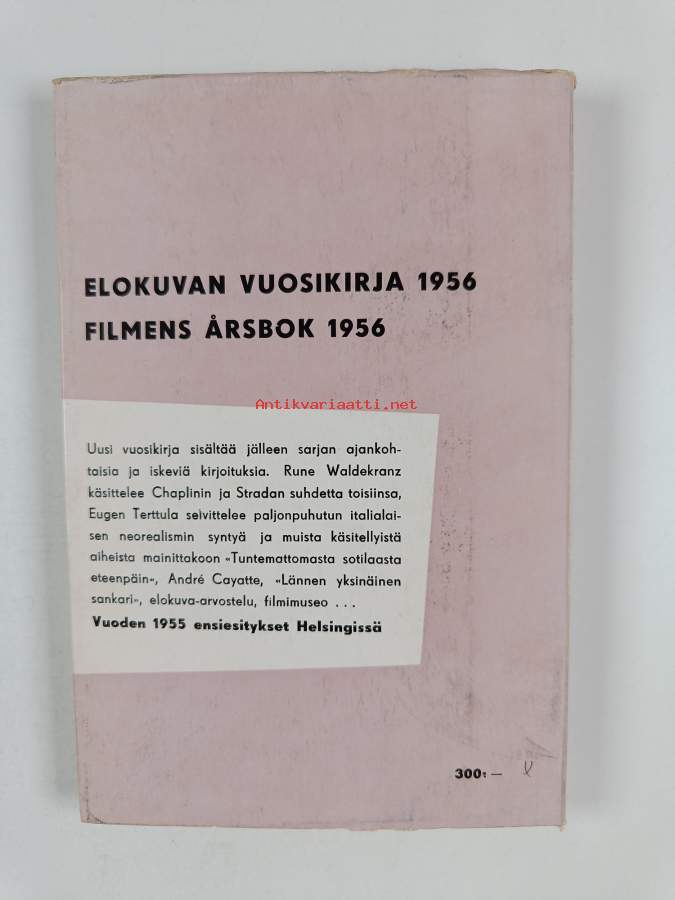 ELOKUVAN VUOSIKIRJA 1956
FILMENS ÅRSBOK 1956
Antikvariaatti.net
Uusi vuosikirja sisältää jälleen sarjan ajankoh-
taisia ja iskeviä kirjoituksia. Rune Waldekranz
käsittelee Chaplinin ja Stradan suhdetta toisiinsa,
Eugen Terttula selvittelee paljonpuhutun italialai-
sen neorealismin syntyä ja muista käsitellyistä
aiheista mainittakoon «Tuntemattomasta sotilaasta
eteenpäin», André Cayatte, «Lännen yksinäinen
sankari», elokuva-arvostelu, filmimuseo . . .
Vuoden 1955 ensiesitykset Helsingissä
300:—